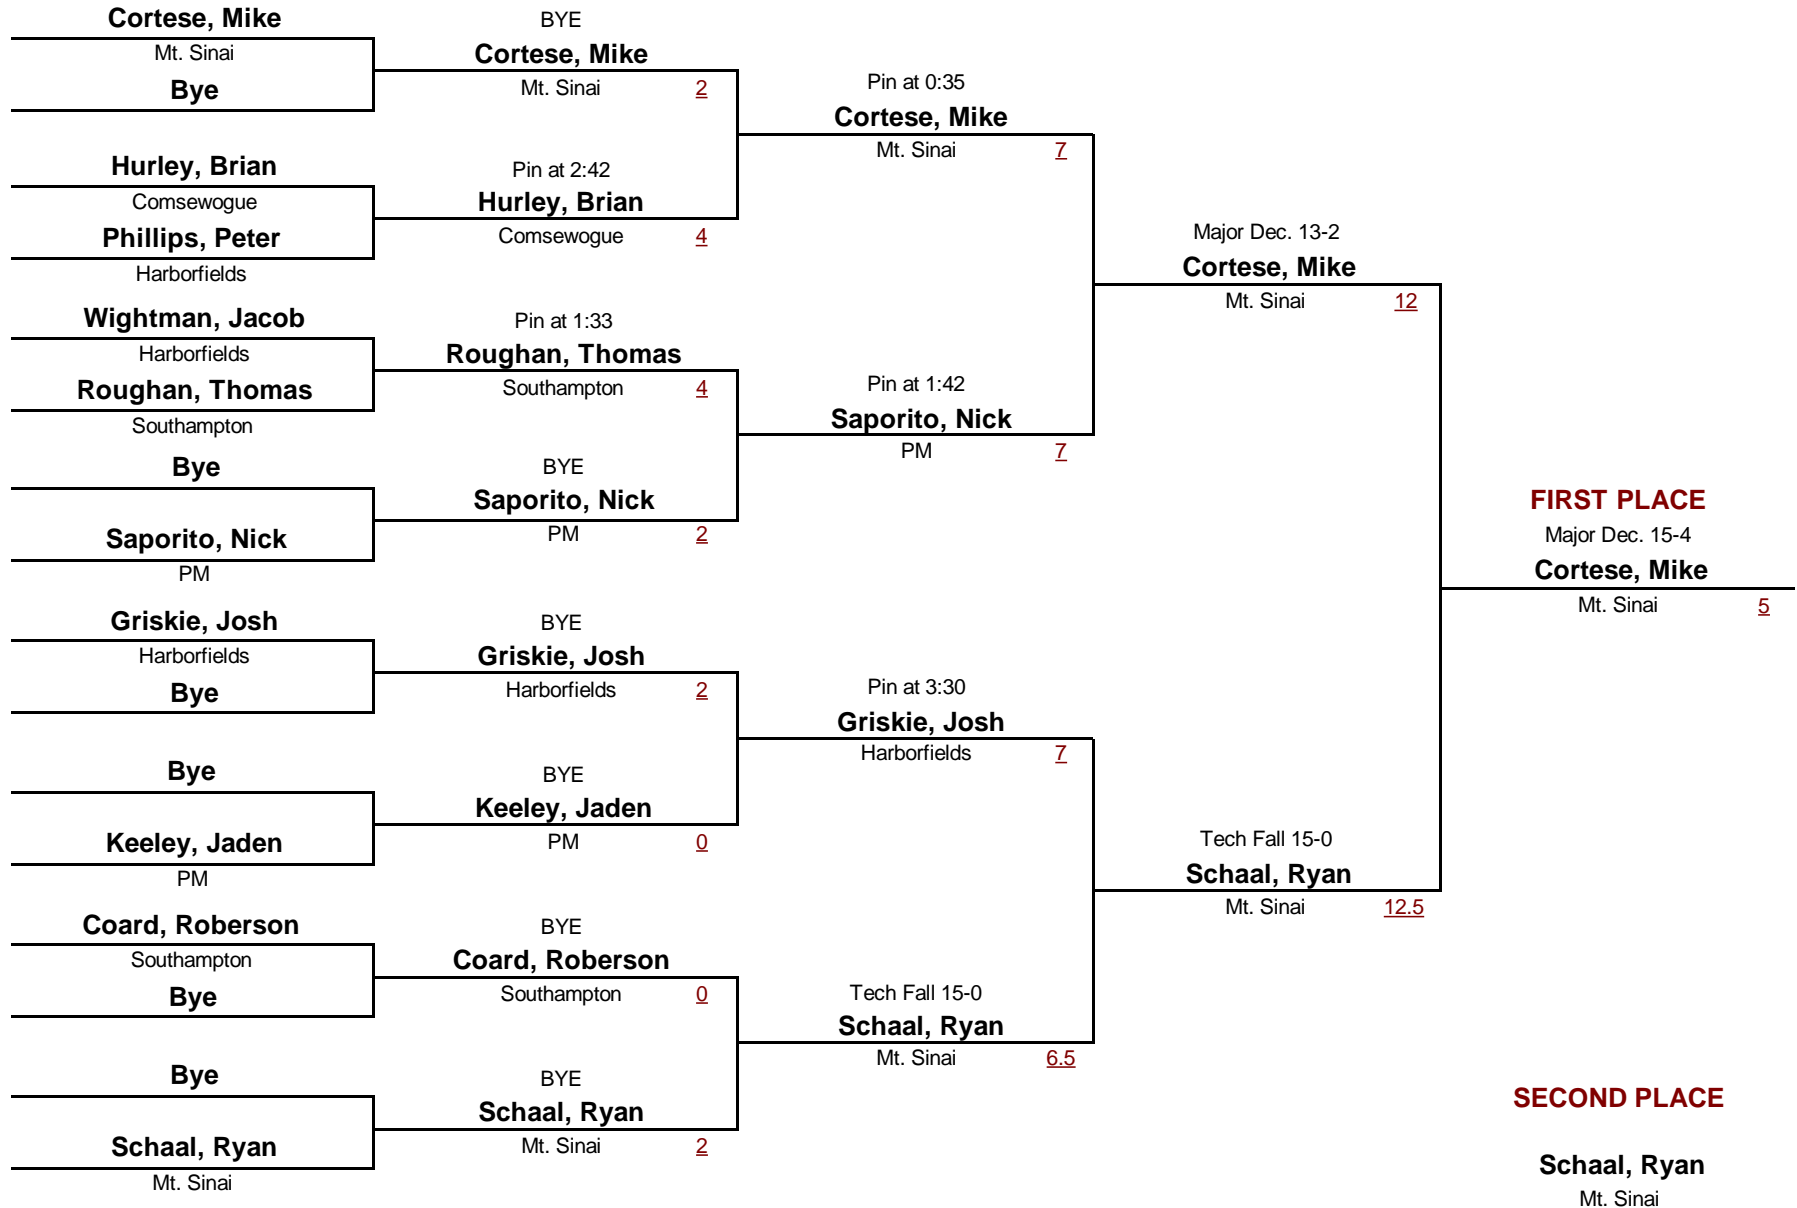 Cortese, Mike
Mt. Sinai
Bye
Hurley, Brian
Comsewogue
Phillips, Peter
Harborfields
Wightman, Jacob
Harborfields
Roughan, Thomas
Southampton
Bye
Saporito, Nick
PM
Griskie, Josh
Harborfields
Bye
Bye
Keeley, Jaden
PM
Coard, Roberson
Southampton
Bye
Bye
Schaal, Ryan
Mt. Sinai
BYE
Cortese, Mike
Mt. Sinai 2
Pin at 2:42
Hurley, Brian
Comsewogue 4
Pin at 1:33
Roughan, Thomas
Southampton 4
BYE
Saporito, Nick
PM 2
BYE
Griskie, Josh
Harborfields 2
BYE
Keeley, Jaden
PM 0
BYE
Coard, Roberson
Southampton 0
BYE
Schaal, Ryan
Mt. Sinai 2
Pin at 0:35
Cortese, Mike
Mt. Sinai 7
Pin at 1:42
Saporito, Nick
PM 7
Pin at 3:30
Griskie, Josh
Harborfields 7
Tech Fall 15-0
Schaal, Ryan
Mt. Sinai 6.5
Major Dec. 13-2
Cortese, Mike
Mt. Sinai 12
Tech Fall 15-0
Schaal, Ryan
Mt. Sinai 12.5
FIRST PLACE
Major Dec. 15-4
Cortese, Mike
Mt. Sinai 5
SECOND PLACE
Schaal, Ryan
Mt. Sinai